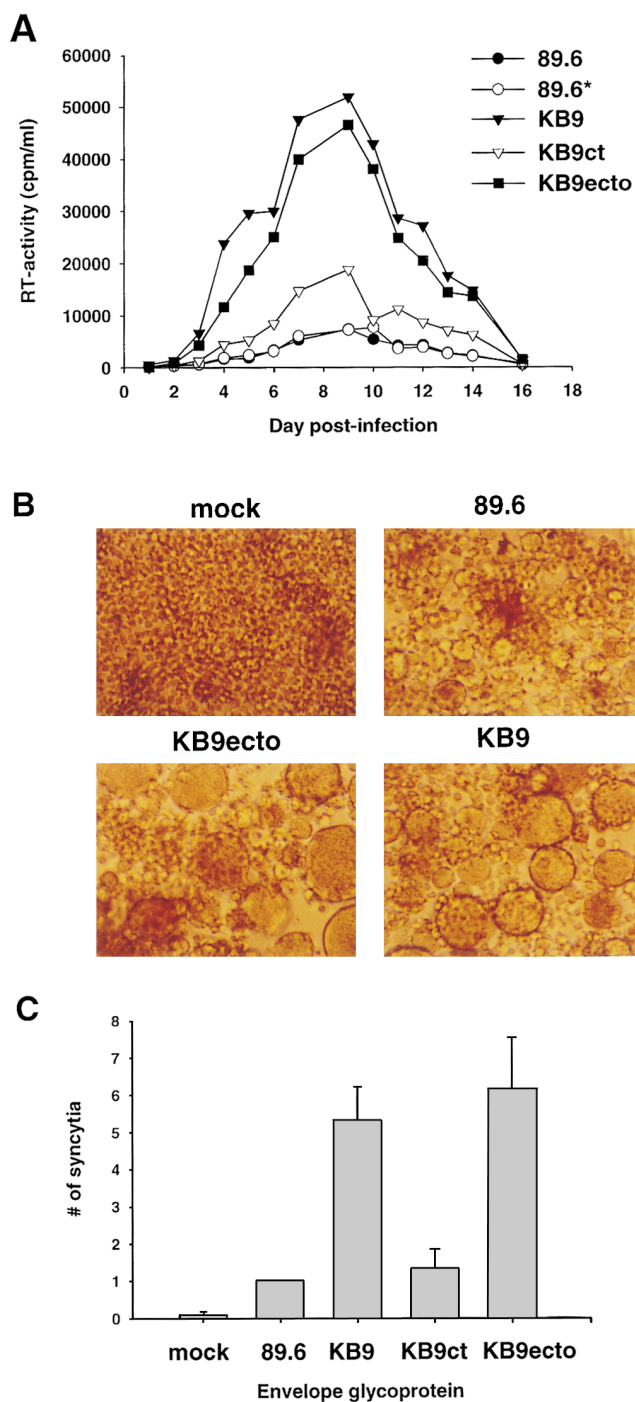 A
60000
50000
40000
30000
20000
10000
0
RT-activity (cpm/ml)
0 2 4 6 8 10 12 14 16 18
Day post-infection
89.6
89.6*
KB9
KB9ct
KB9ecto
B
mock
89.6
KB9ecto
KB9
C
8
7
6
5
4
3
2
1
0
# of syncytia
mock 89.6 KB9 KB9ct KB9ecto
Envelope glycoprotein